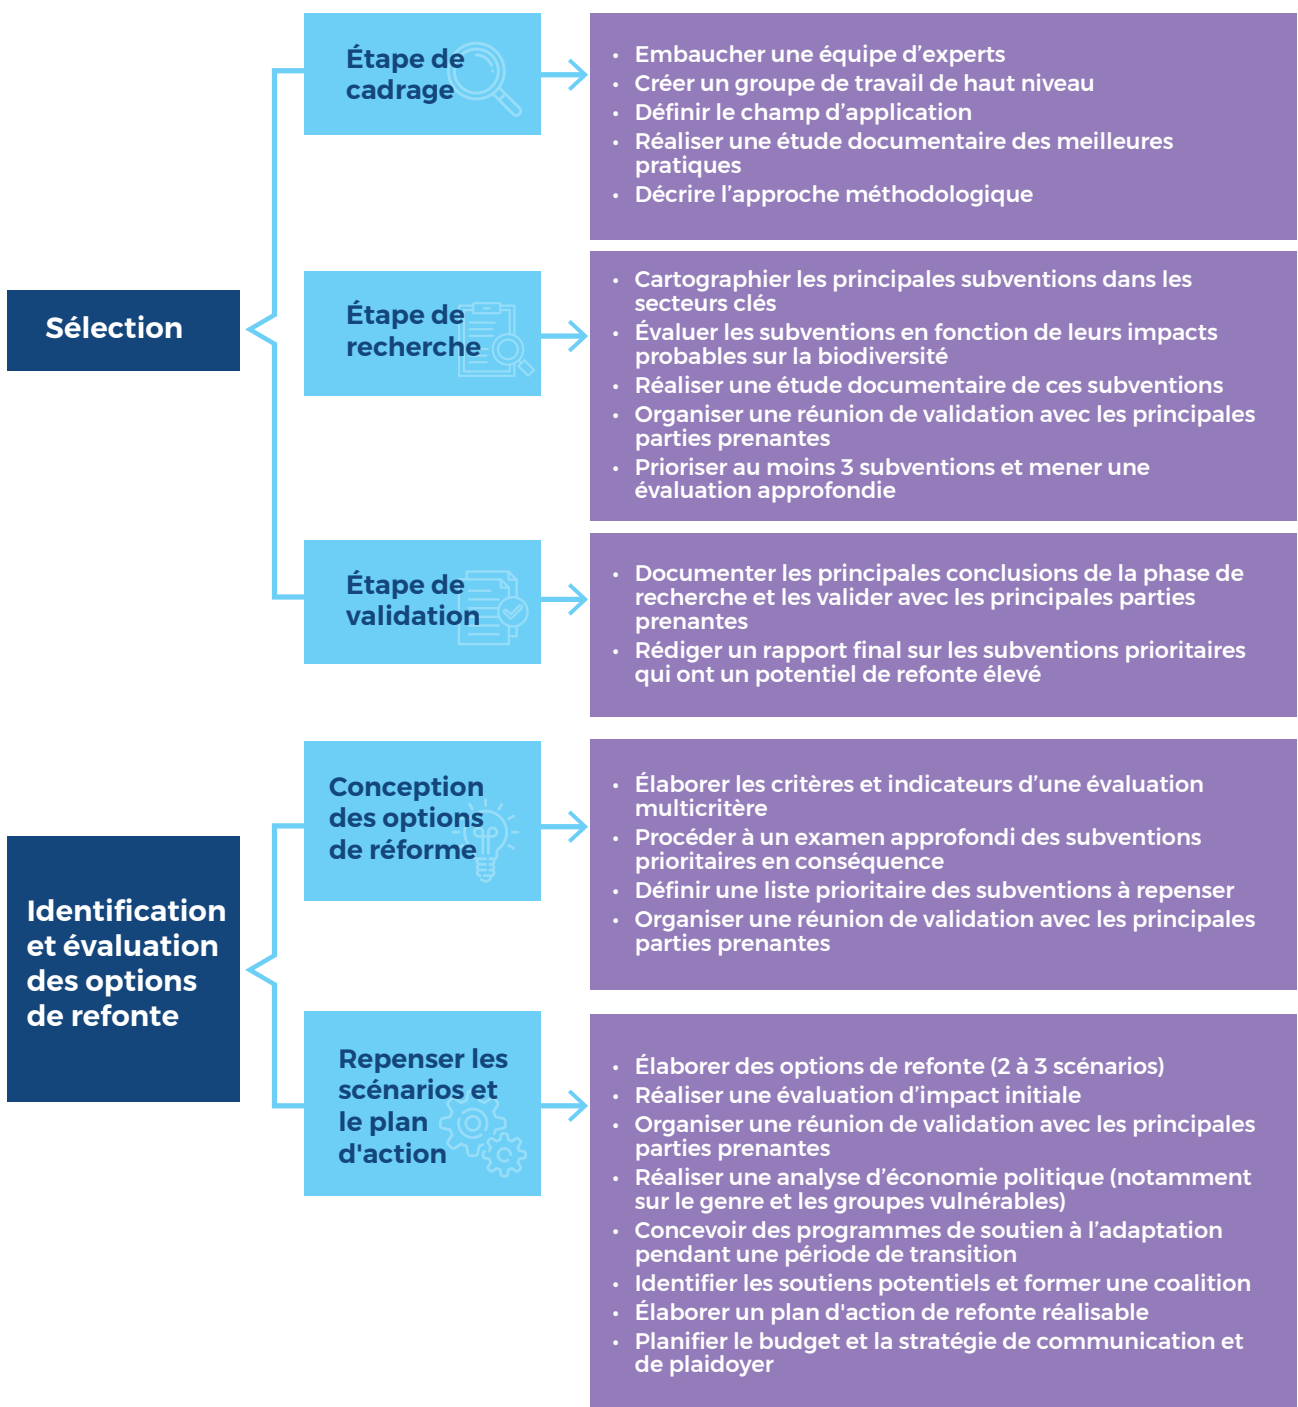 Sélection
Étape de
cadrage
• Embaucher une équipe d’experts
• Créer un groupe de travail de haut niveau
• Définir le champ d’application
• Réaliser une étude documentaire des meilleures
pratiques
• Décrire l’approche méthodologique
Étape de
recherche
• Cartographier les principales subventions dans les
secteurs clés
• Évaluer les subventions en fonction de leurs impacts
probables sur la biodiversité
• Réaliser une étude documentaire de ces subventions
• Organiser une réunion de validation avec les principales
parties prenantes
• Prioriser au moins 3 subventions et mener une
évaluation approfondie
Étape de
validation
• Documenter les principales conclusions de la phase de
recherche et les valider avec les principales parties
prenantes
• Rédiger un rapport final sur les subventions prioritaires
qui ont un potentiel de refonte élevé
Identification
et évaluation
des options
de refonte
Conception
des options
de réforme
• Élaborer les critères et indicateurs d’une évaluation
multicritère
• Procéder à un examen approfondi des subventions
prioritaires en conséquence
• Définir une liste prioritaire des subventions à repenser
• Organiser une réunion de validation avec les principales
parties prenantes
Repenser les
scénarios et
le plan
d'action
• Élaborer des options de refonte (2 à 3 scénarios)
• Réaliser une évaluation d’impact initiale
• Organiser une réunion de validation avec les principales
parties prenantes
• Réaliser une analyse d’économie politique (notamment
sur le genre et les groupes vulnérables)
• Concevoir des programmes de soutien à l’adaptation
pendant une période de transition
• Identifier les soutiens potentiels et former une coalition
• Élaborer un plan d'action de refonte réalisable
• Planifier le budget et la stratégie de communication et
de plaidoyer